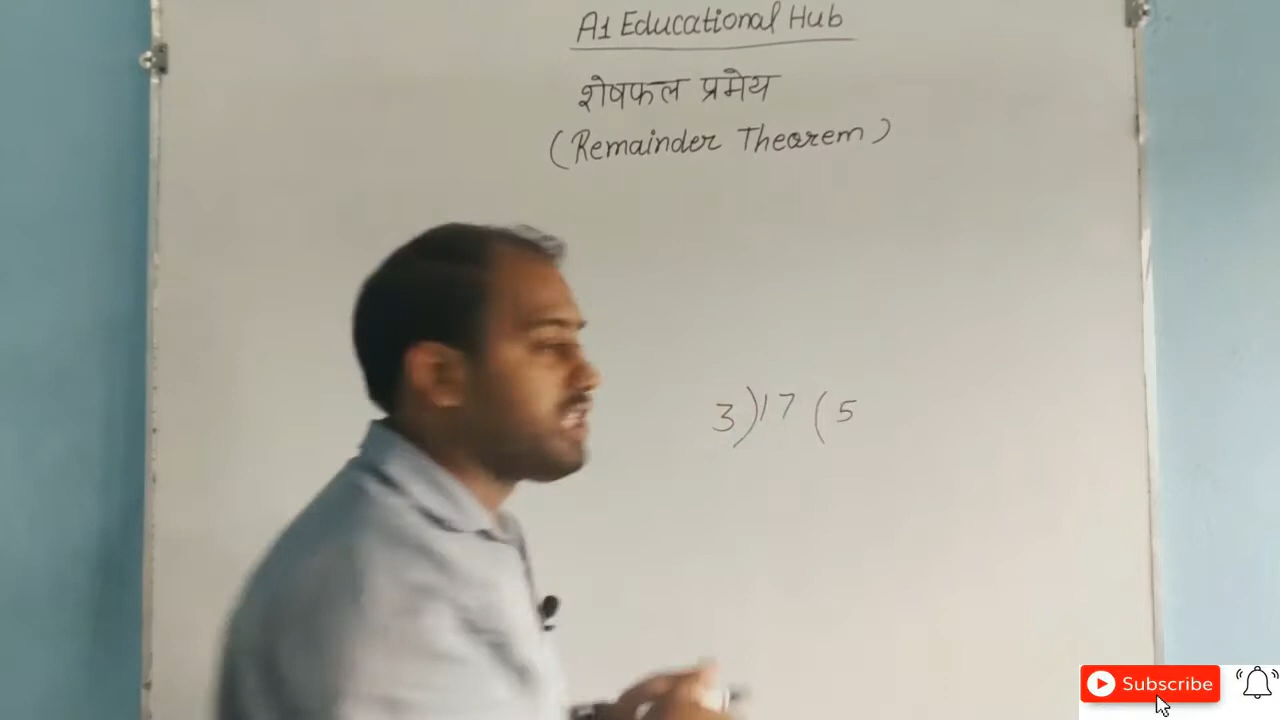 A1 Educational Hub
शेषफल प्रमेय
(Remainder Theorem)
3)17(5
Subscribe